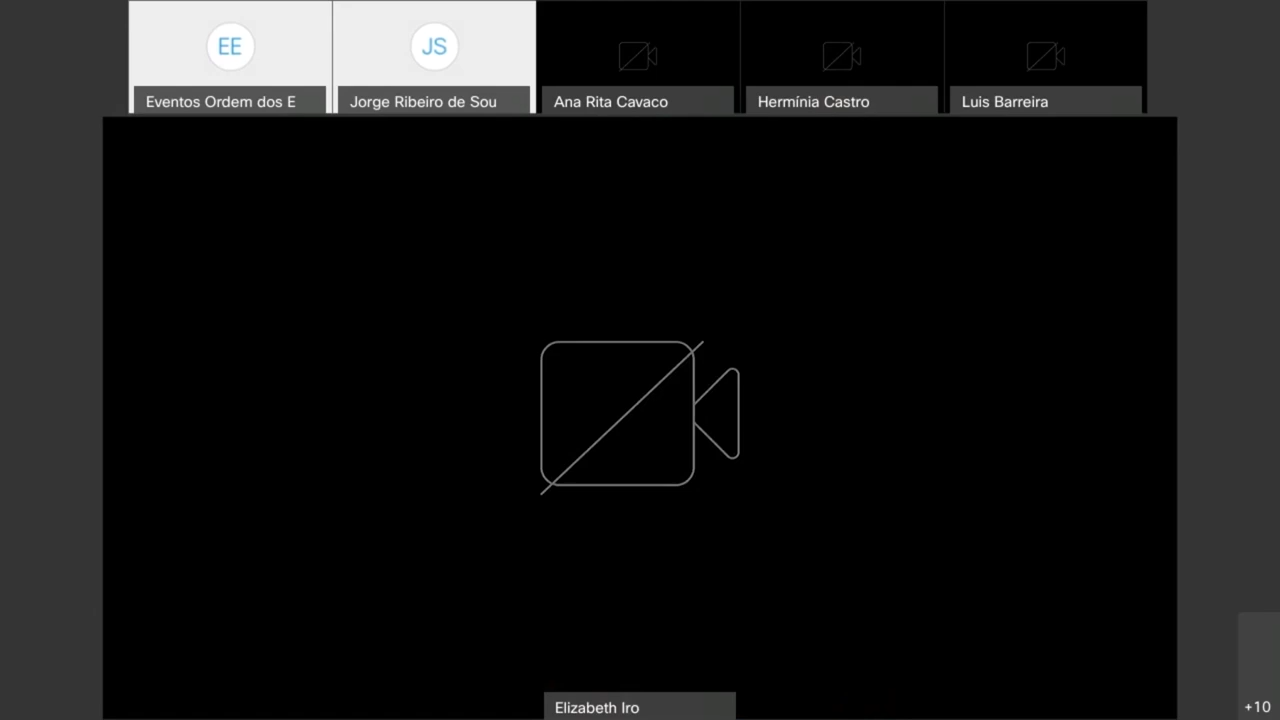 EE
JS
Eventos Ordem dos E
Jorge Ribeiro de Sou
Ana Rita Cavaco
Hermínia Castro
Luis Barreira
Elizabeth Iro
+10